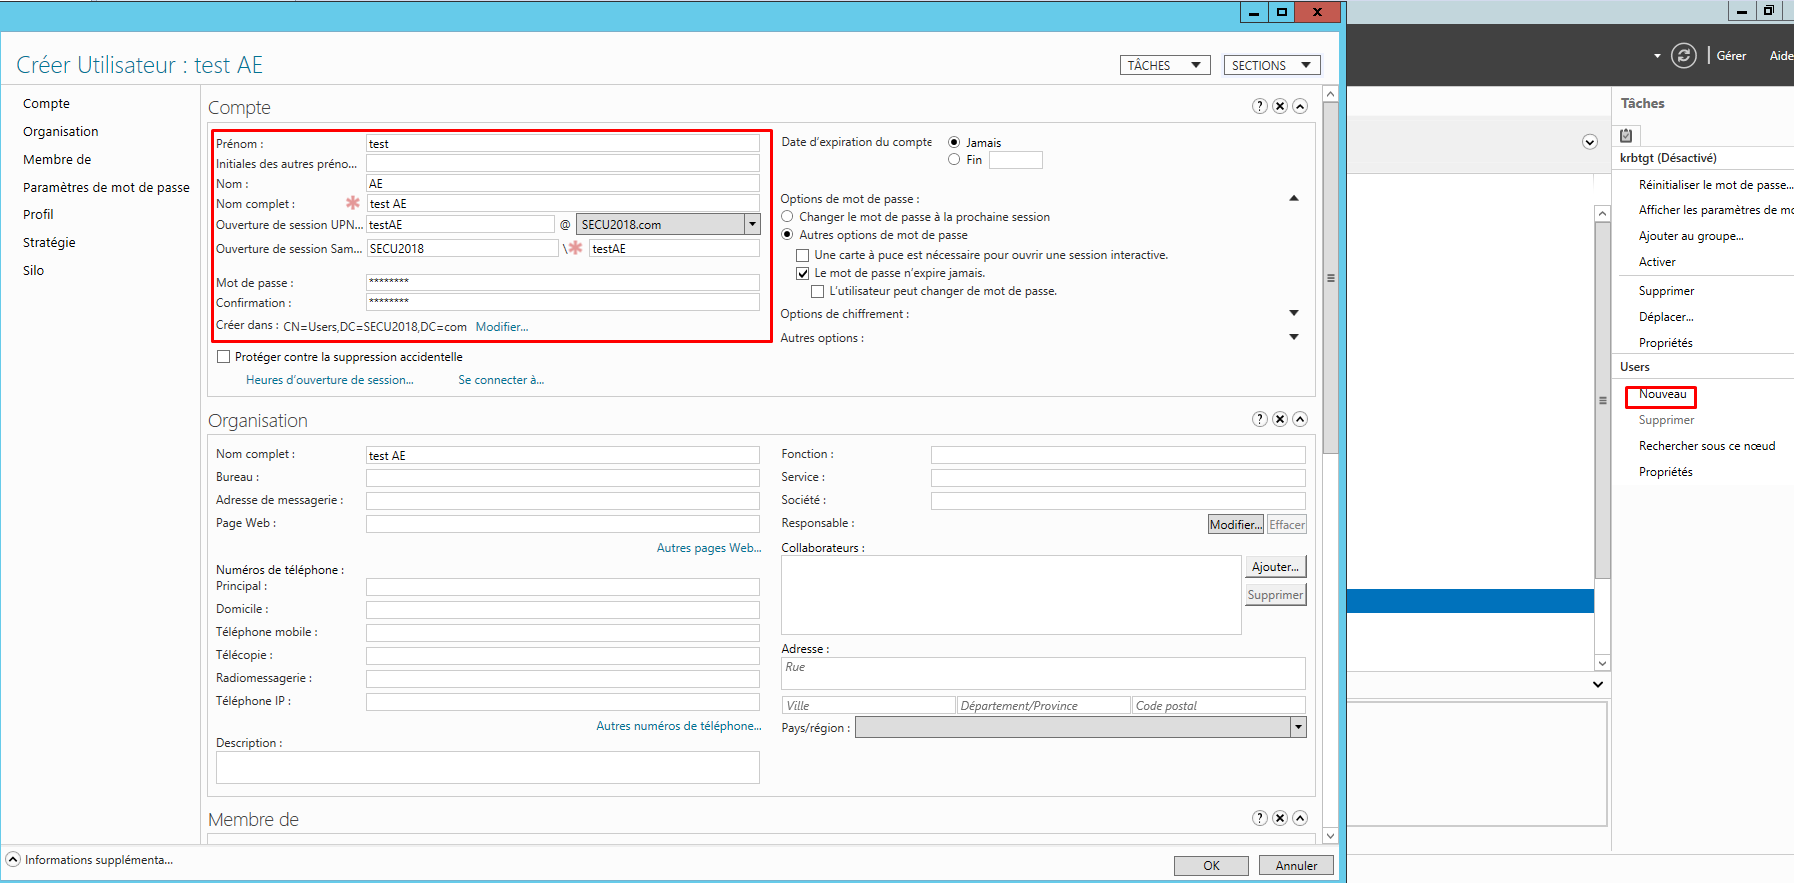 Créer Utilisateur : test AE
TÂCHES
SECTIONS
Compte
Organisation
Membre de
Paramètres de mot de passe
Profil
Stratégie
Silo
Compte
Prénom :
test
Initiales des autres préno...
Nom :
AE
Nom complet :
test AE
Ouverture de session UPN...
testAE
@
SECU2018.com
Ouverture de session Sam...
SECU2018
\
testAE
Mot de passe :
********
Confirmation :
********
Créer dans : CN=Users,DC=SECU2018,DC=com Modifier...
Protéger contre la suppression accidentelle
Heures d'ouverture de session...
Se connecter à...
Date d'expiration du compte
Jamais
Fin
Options de mot de passe :
Changer le mot de passe à la prochaine session
Autres options de mot de passe
Une carte à puce est nécessaire pour ouvrir une session interactive.
Le mot de passe n'expire jamais.
L'utilisateur peut changer de mot de passe.
Options de chiffrement :
Autres options :
Organisation
Nom complet :
test AE
Bureau :
Adresse de messagerie :
Page Web :
Autres pages Web...
Numéros de téléphone :
Principal :
Domicile :
Téléphone mobile :
Télécopie :
Radiomessagerie :
Téléphone IP :
Autres numéros de téléphone...
Description :
Fonction :
Service :
Société :
Responsable :
Modifier...
Effacer
Collaborateurs :
Ajouter...
Supprimer
Adresse :
Rue
Ville
Département/Province
Code postal
Pays/région :
Membre de
Informations supplémenta...
OK
Annuler
Gérer
Aide
Tâches
krbtgt (Désactivé)
Réinitialiser le mot de passe...
Afficher les paramètres de mo
Ajouter au groupe...
Activer
Supprimer
Déplacer...
Propriétés
Users
Nouveau
Supprimer
Rechercher sous ce nœud
Propriétés